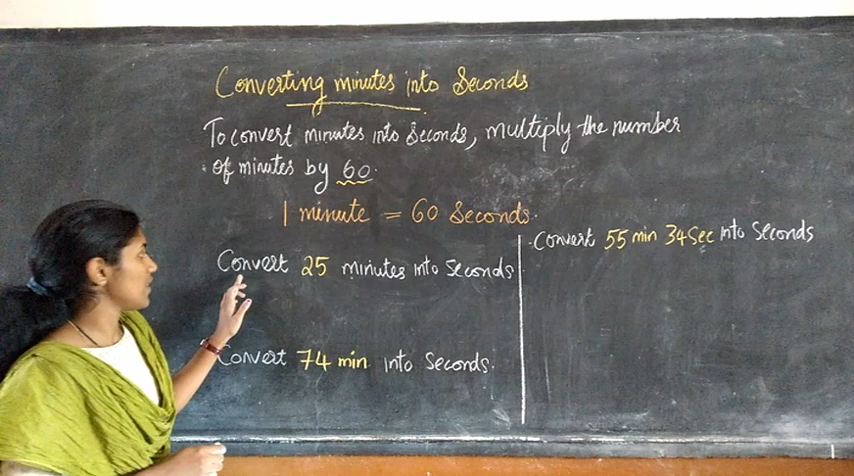 Converting minutes into Seconds
To convert minutes into Seconds, multiply the number
of minutes by 60.
1 minute = 60 Seconds.
Convert 25 minutes into Seconds
Convert 74 min into Seconds.
Convert 55 min 34 Sec into Seconds